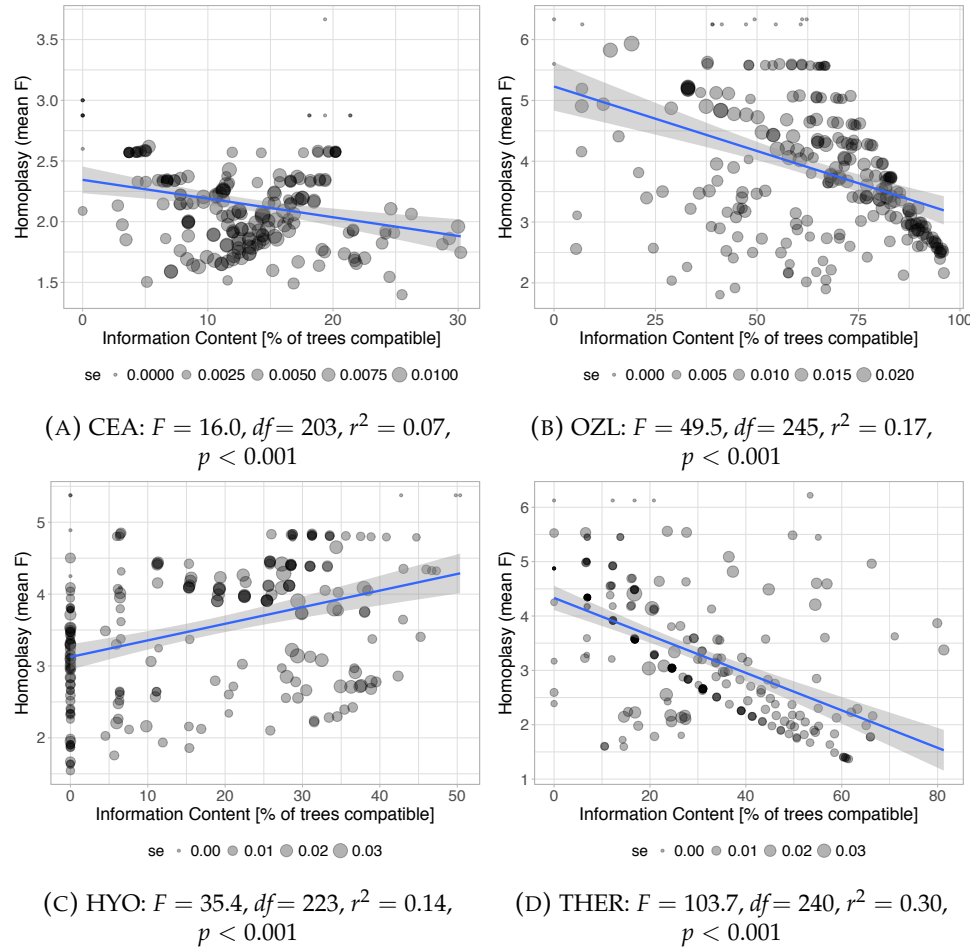 3.5
3.0
2.5
2.0
1.5
Homoplasy (mean F)
0
10
20
30
Information Content [% of trees compatible]
se 0.0000 0.0025 0.0050 0.0075 0.0100
(A) CEA: F = 16.0, df= 203, r² = 0.07,
p < 0.001
6
5
4
3
2
Homoplasy (mean F)
0
25
50
75
100
Information Content [% of trees compatible]
se 0.000 0.005 0.010 0.015 0.020
(B) OZL: F = 49.5, df= 245, r² = 0.17,
p < 0.001
5
4
3
2
Homoplasy (mean F)
0
10
20
30
40
50
Information Content [% of trees compatible]
se 0.00 0.01 0.02 0.03
(C) HYO: F = 35.4, df= 223, r² = 0.14,
p < 0.001
6
5
4
3
2
1
Homoplasy (mean F)
0
20
40
60
80
Information Content [% of trees compatible]
se 0.00 0.01 0.02 0.03
(D) THER: F = 103.7, df= 240, r² = 0.30,
p < 0.001